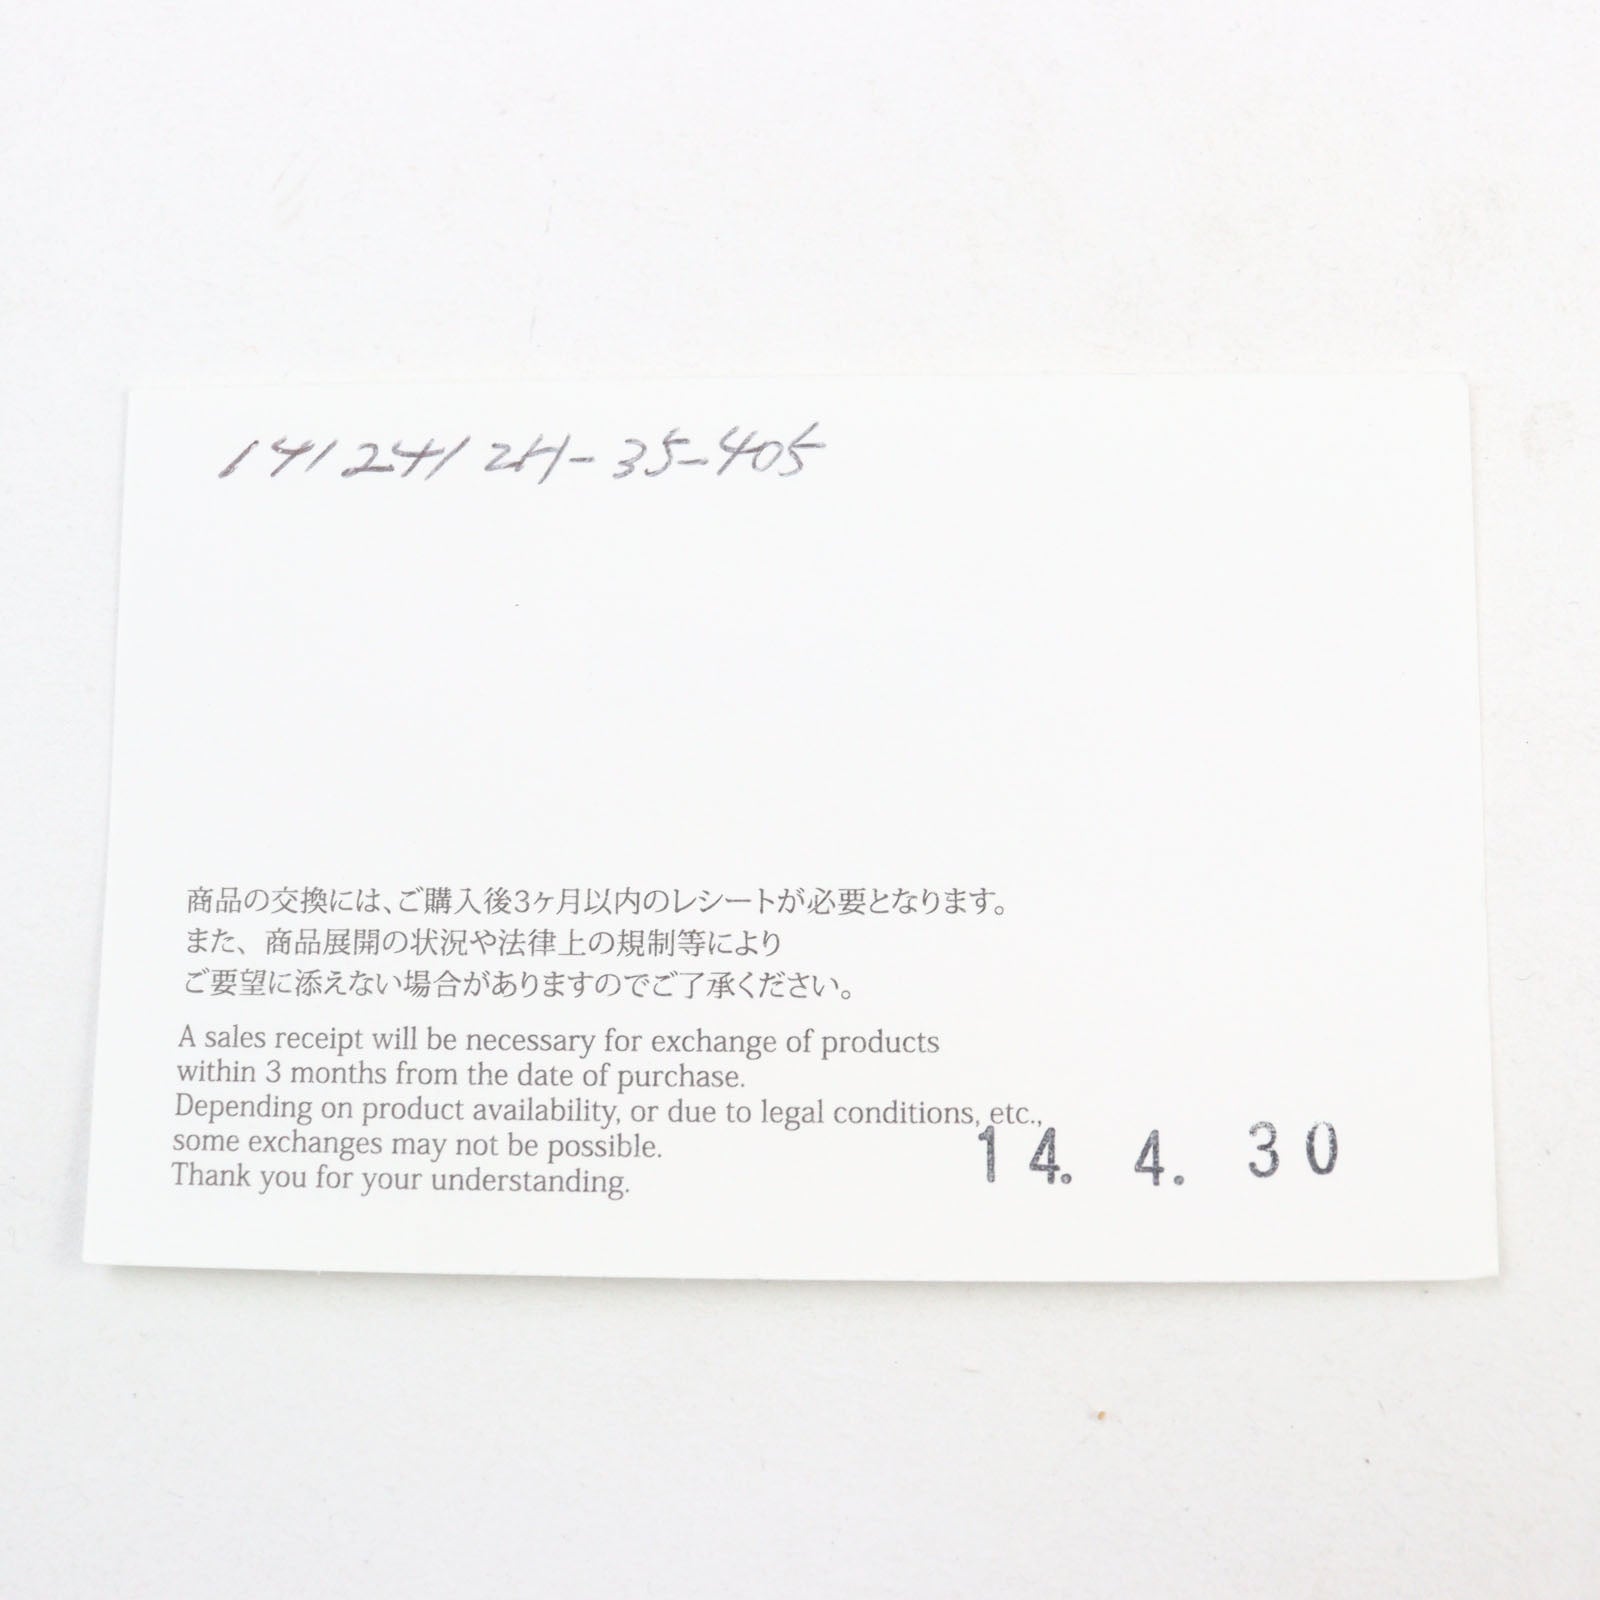 141241 2H-35-405
商品の交換には、ご購入後3ヶ月以内のレシートが必要となります。
また、商品展開の状況や法律上の規制等により
ご要望に添えない場合がありますのでご了承ください。
A sales receipt will be necessary for exchange of products
within 3 months from the date of purchase.
Depending on product availability, or due to legal conditions, etc.,
some exchanges may not be possible.
Thank you for your understanding.
14. 4. 30